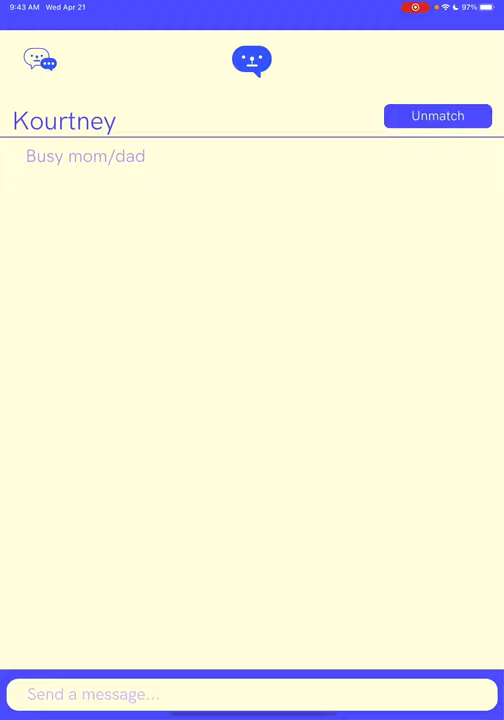 9:43 AM Wed Apr 21 97%
Kourtney
Unmatch
Busy mom/dad
Send a message...